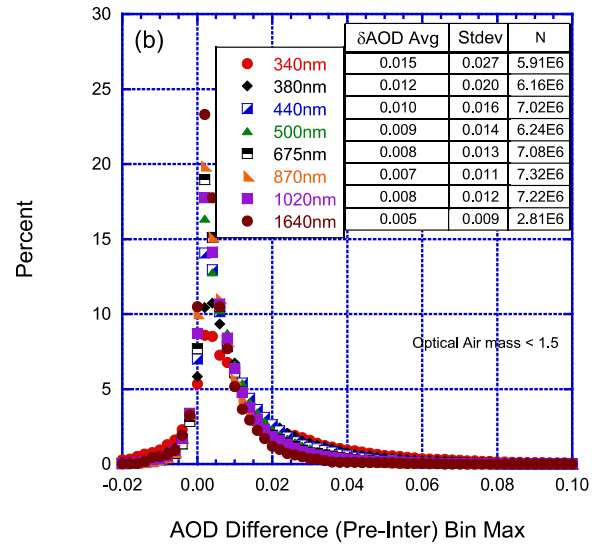 (b)
340nm
380nm
440nm
500nm
675nm
870nm
1020nm
1640nm
δAOD Avg Stdev N
0.015 0.027 5.91E6
0.012 0.020 6.16E6
0.010 0.016 7.02E6
0.009 0.014 6.24E6
0.008 0.013 7.08E6
0.007 0.011 7.32E6
0.008 0.012 7.22E6
0.005 0.009 2.81E6
Optical Air mass < 1.5
Percent
30
25
20
15
10
5
0
-0.02 0.00 0.02 0.04 0.06 0.08 0.10
AOD Difference (Pre-Inter) Bin Max